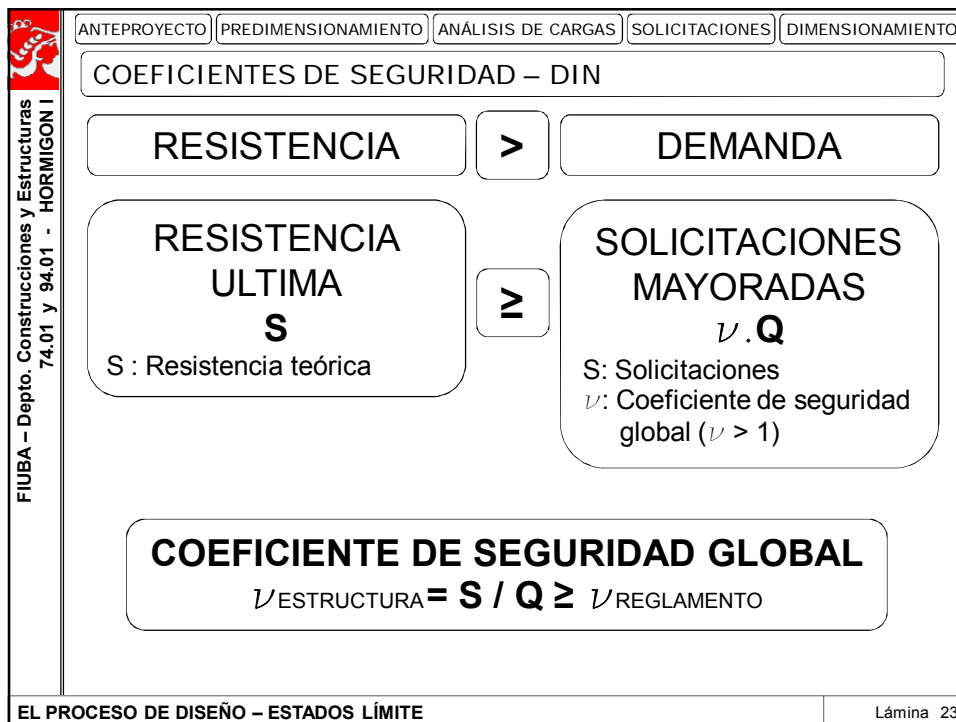 ANTEPROYECTO PREDIMENSIONAMIENTO ANÁLISIS DE CARGAS SOLICITACIONES DIMENSIONAMIENTO
COEFICIENTES DE SEGURIDAD – DIN
FIUBA – Depto. Construcciones y Estructuras
74.01 y 94.01 - HORMIGON I
RESISTENCIA > DEMANDA
RESISTENCIA
ULTIMA
S
S : Resistencia teórica
≥
SOLICITACIONES
MAYORADAS
ν.Q
S: Solicitaciones
ν: Coeficiente de seguridad
global (ν > 1)
COEFICIENTE DE SEGURIDAD GLOBAL
ν ESTRUCTURA = S / Q ≥ ν REGLAMENTO
EL PROCESO DE DISEÑO – ESTADOS LÍMITE
Lámina 23